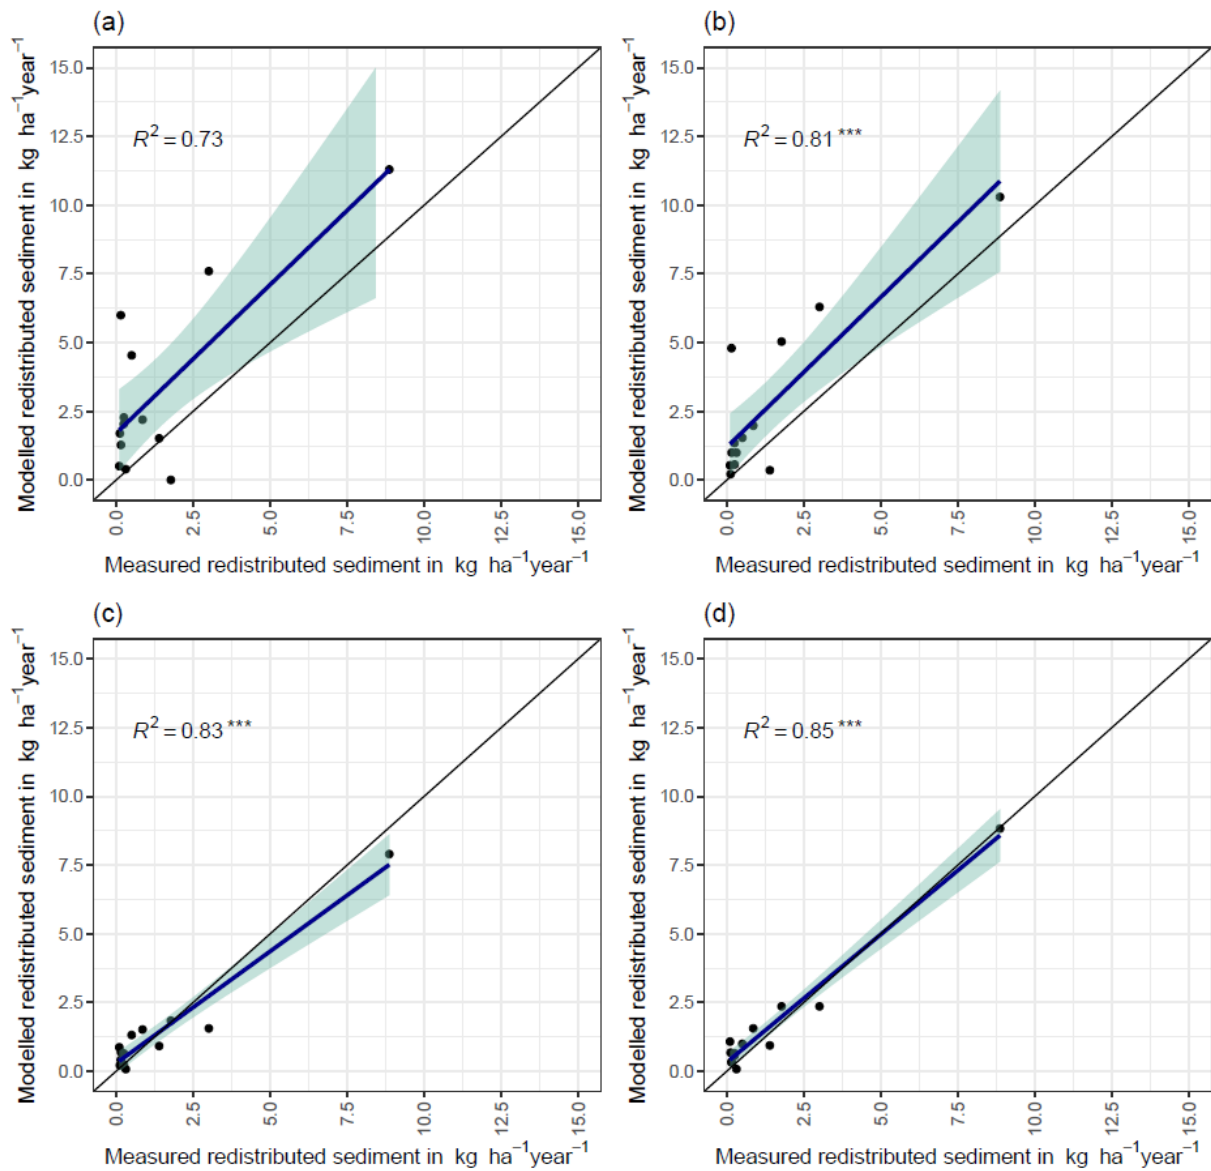 (a)
Modelled redistributed sediment in kg ha⁻¹year⁻¹
15.0
12.5
10.0
7.5
5.0
2.5
0.0
R² = 0.73
0.0 2.5 5.0 7.5 10.0 12.5 15.0
Measured redistributed sediment in kg ha⁻¹year⁻¹
(b)
Modelled redistributed sediment in kg ha⁻¹year⁻¹
15.0
12.5
10.0
7.5
5.0
2.5
0.0
R² = 0.81 ***
0.0 2.5 5.0 7.5 10.0 12.5 15.0
Measured redistributed sediment in kg ha⁻¹year⁻¹
(c)
Modelled redistributed sediment in kg ha⁻¹year⁻¹
15.0
12.5
10.0
7.5
5.0
2.5
0.0
R² = 0.83 ***
0.0 2.5 5.0 7.5 10.0 12.5 15.0
Measured redistributed sediment in kg ha⁻¹year⁻¹
(d)
Modelled redistributed sediment in kg ha⁻¹year⁻¹
15.0
12.5
10.0
7.5
5.0
2.5
0.0
R² = 0.85 ***
0.0 2.5 5.0 7.5 10.0 12.5 15.0
Measured redistributed sediment in kg ha⁻¹year⁻¹